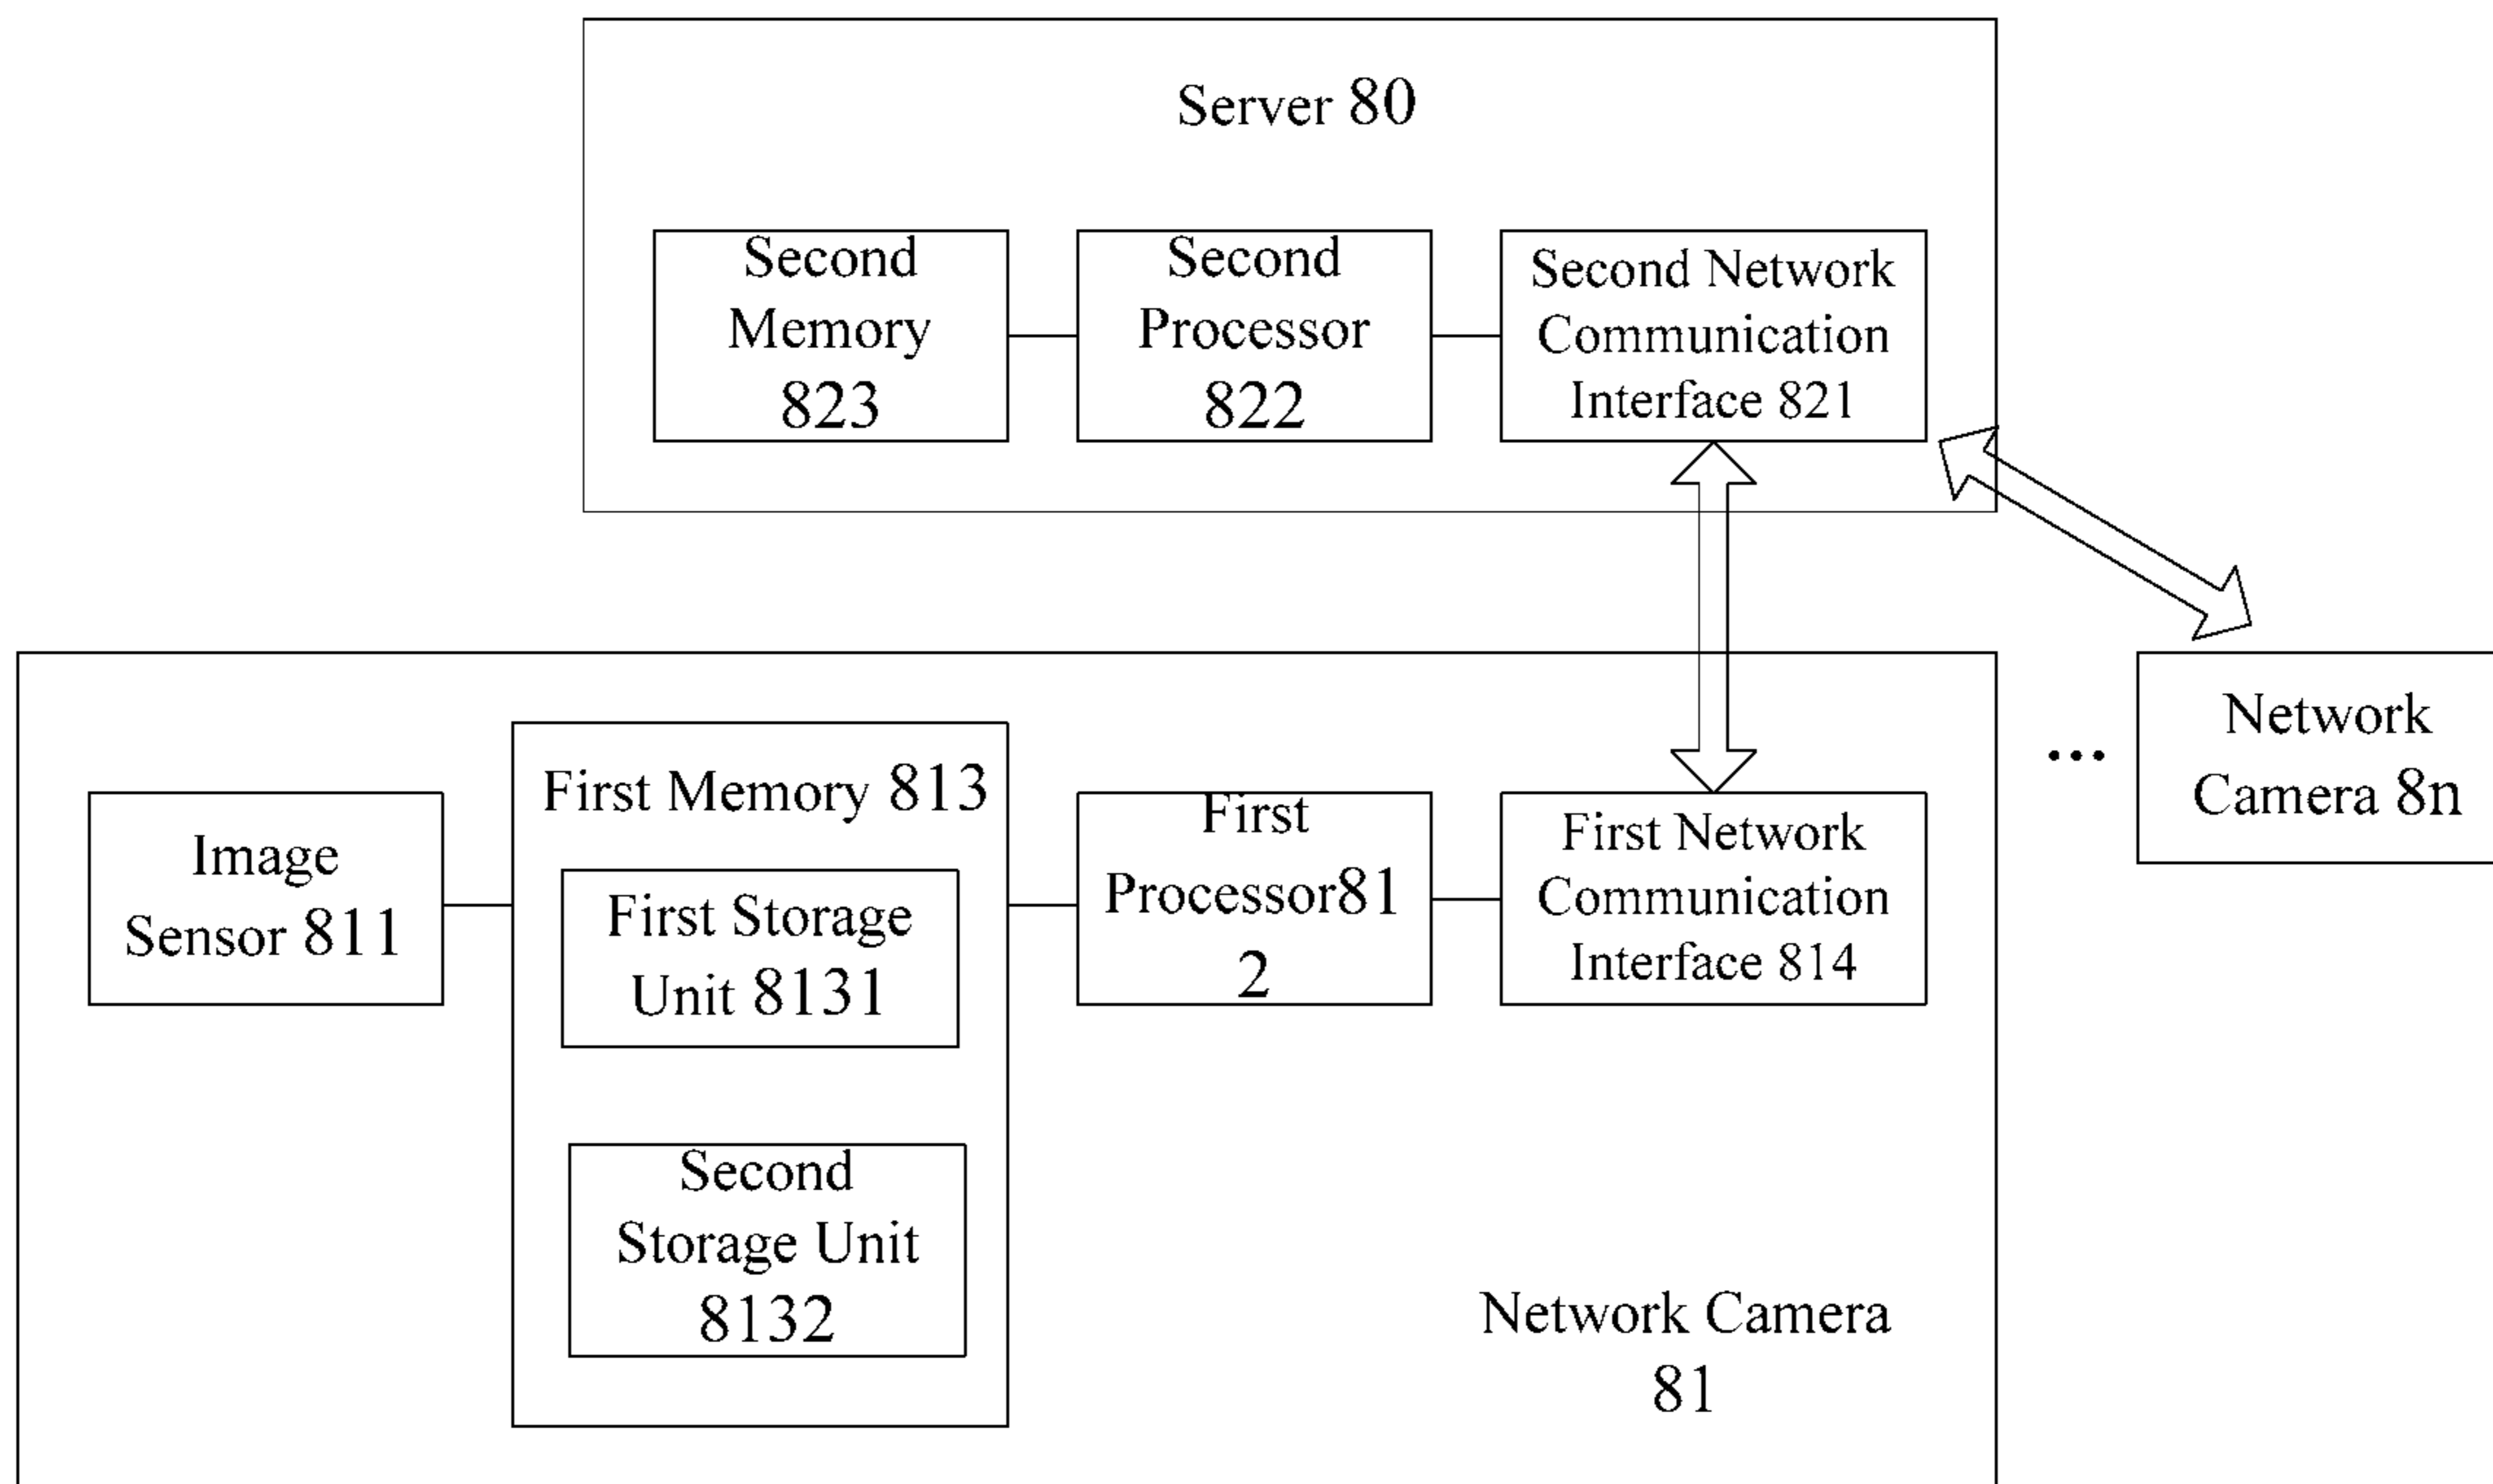 Server 80
Second
Memory
823
Second
Processor
822
Second Network
Communication
Interface 821
Image
Sensor 811
First Memory 813
First Storage
Unit 8131
Second
Storage Unit
8132
First
Processor81
2
First Network
Communication
Interface 814
Network Camera
81
...
Network
Camera 8n